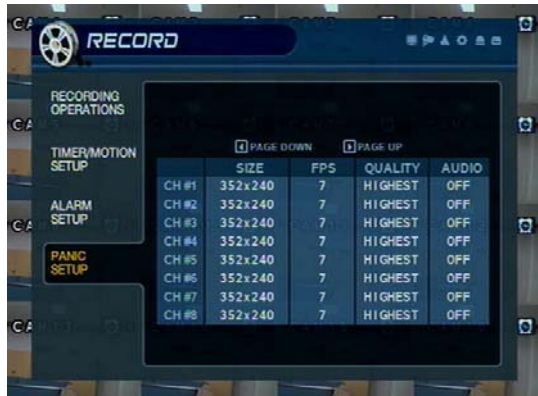 RECORD
RECORDING
OPERATIONS
TIMER/MOTION
SETUP
ALARM
SETUP
PANIC
SETUP
PAGE DOWN PAGE UP
SIZE FPS QUALITY AUDIO
CH #1 352x240 7 HIGHEST OFF
CH #2 352x240 7 HIGHEST OFF
CH #3 352x240 7 HIGHEST OFF
CH #4 352x240 7 HIGHEST OFF
CH #5 352x240 7 HIGHEST OFF
CH #6 352x240 7 HIGHEST OFF
CH #7 352x240 7 HIGHEST OFF
CH #8 352x240 7 HIGHEST OFF